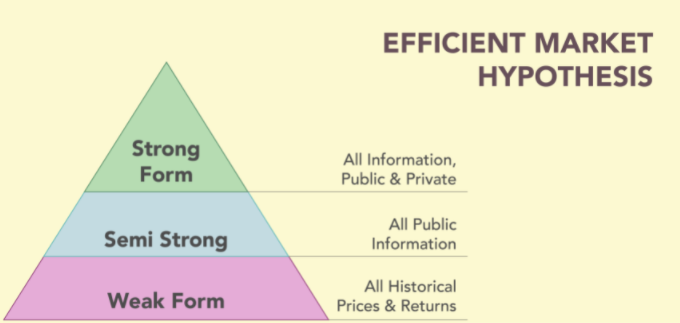 EFFICIENT MARKET
HYPOTHESIS
Strong
Form
All Information,
Public & Private
Semi Strong
All Public
Information
Weak Form
All Historical
Prices & Returns